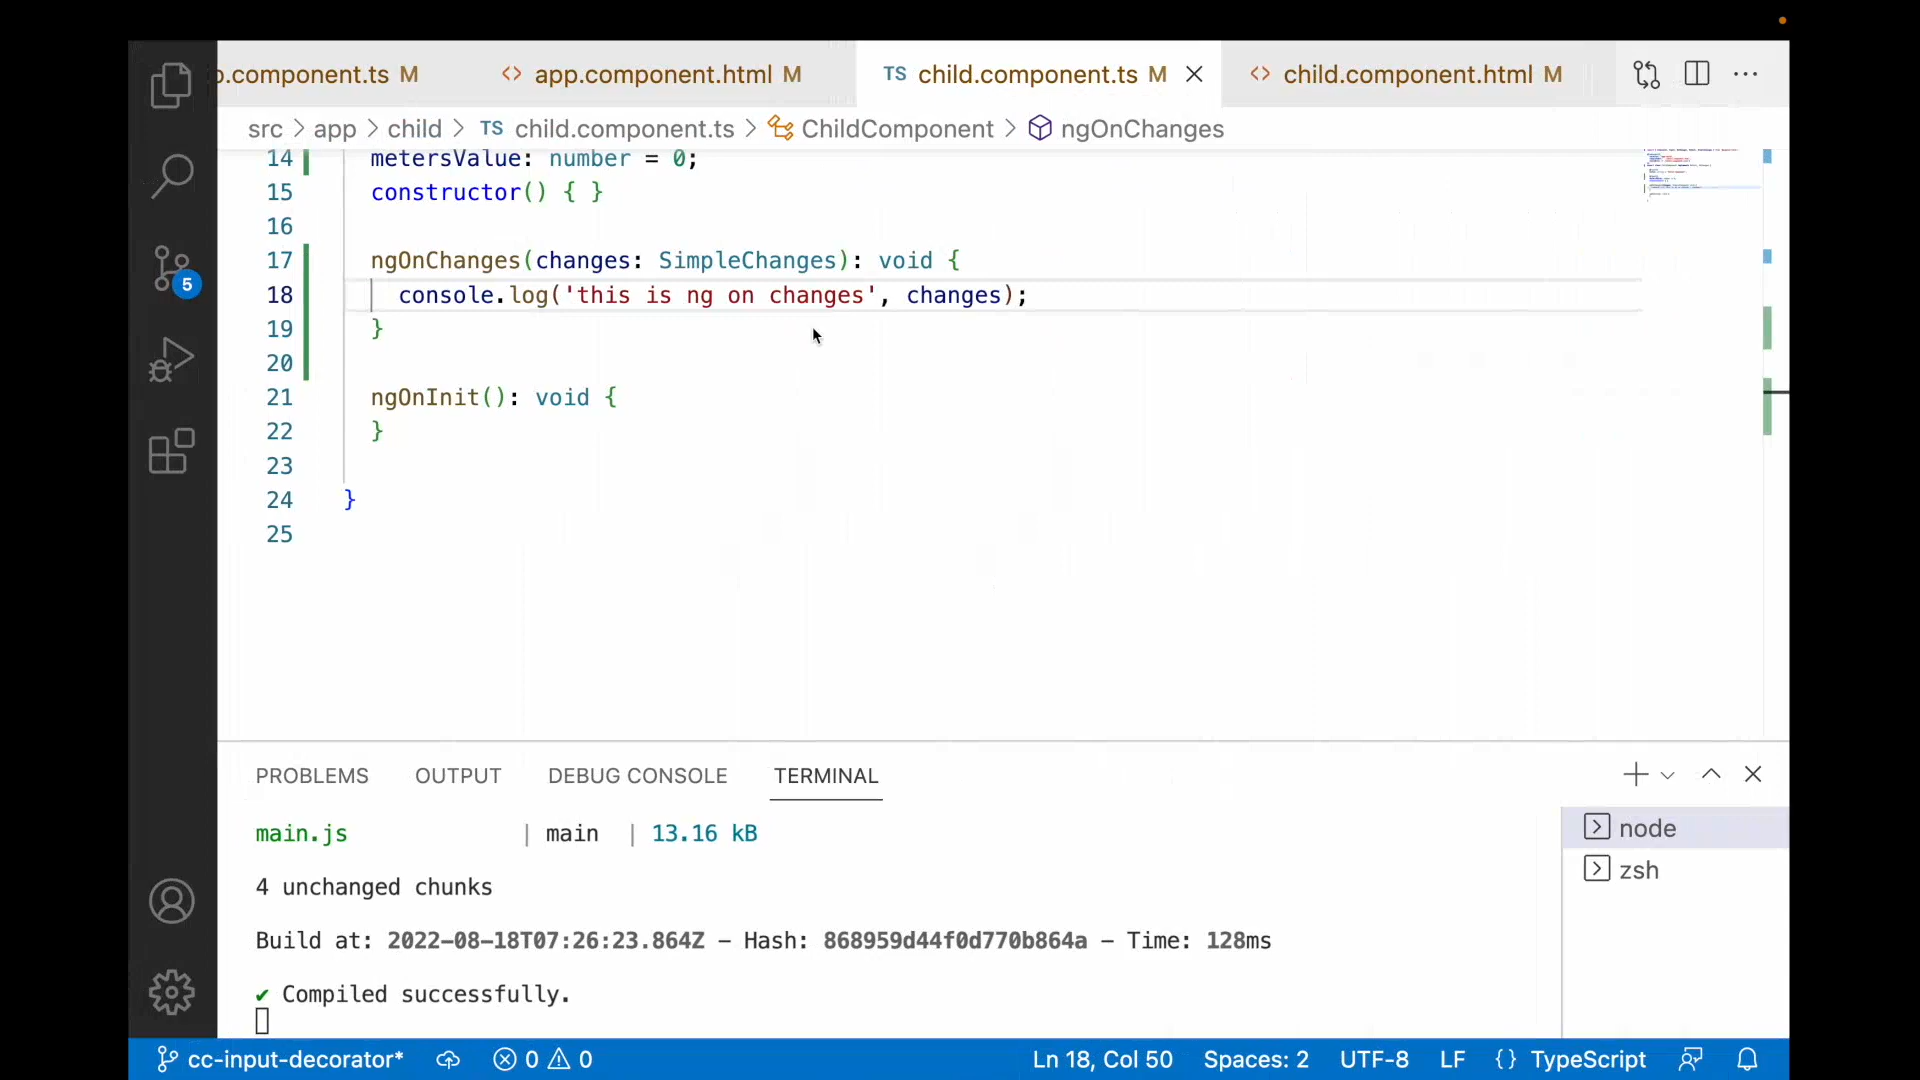 p.component.ts M
<> app.component.html M
TS child.component.ts M
<> child.component.html M
src > app > child > TS child.component.ts > ChildComponent > ngOnChanges
14 metersValue: number = 0;
15 constructor() { }
16
17 ngOnChanges(changes: SimpleChanges): void {
18 console.log('this is ng on changes', changes);
19 }
20
21 ngOnInit(): void {
22 }
23
24 }
25
5
PROBLEMS OUTPUT DEBUG CONSOLE TERMINAL
main.js | main | 13.16 kB
4 unchanged chunks
Build at: 2022-08-18T07:26:23.864Z - Hash: 868959d44f0d770b864a - Time: 128ms
✔ Compiled successfully.
node
zsh
cc-input-decorator* 0 0 Ln 18, Col 50 Spaces: 2 UTF-8 LF {} TypeScript